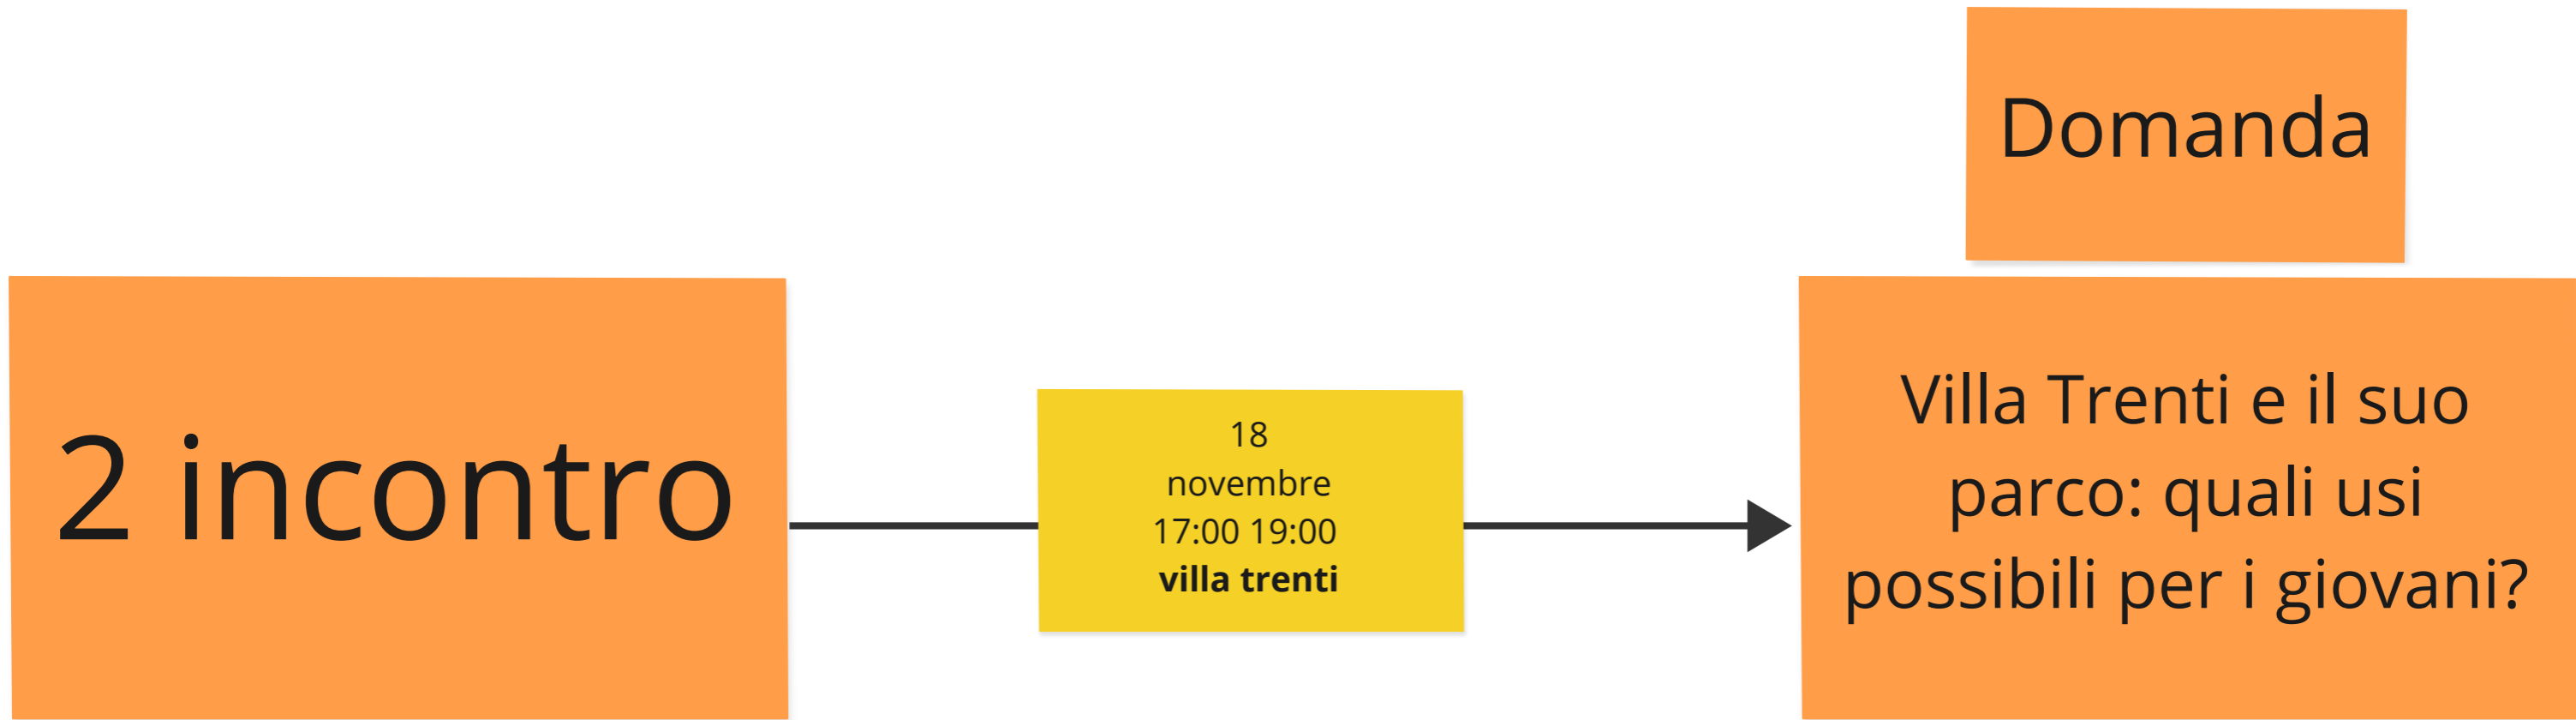 2 incontro
18
novembre
17:00 19:00
villa trenti
Domanda
Villa Trenti e il suo
parco: quali usi
possibili per i giovani?